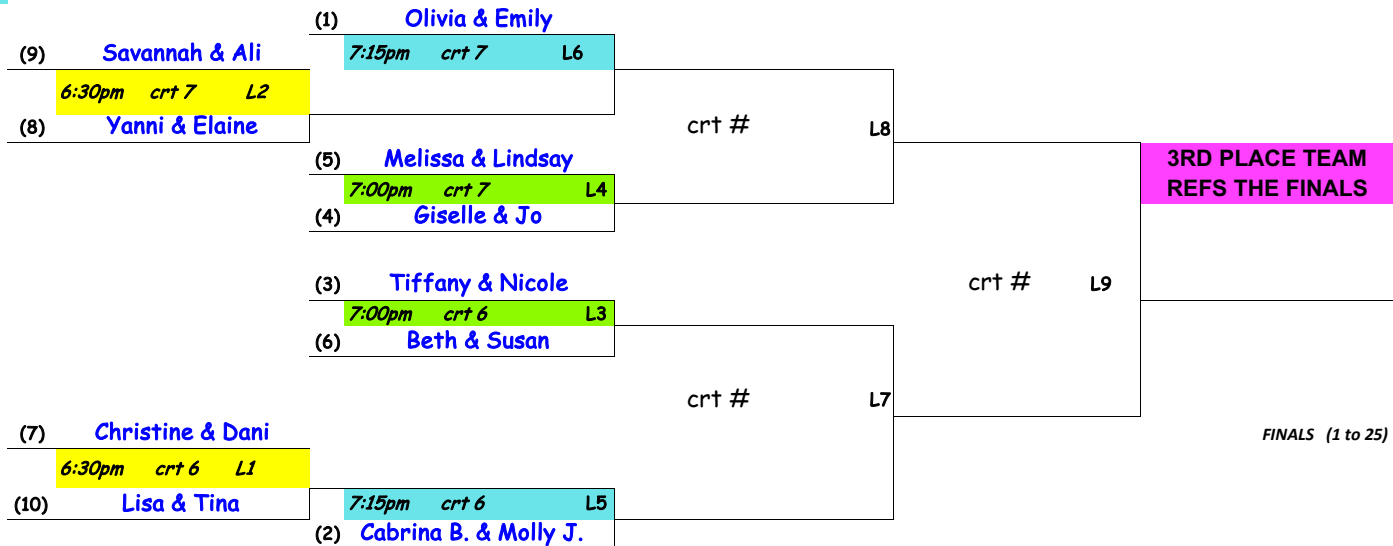 (1) Olivia & Emily
(9) Savannah & Ali
7:15pm crt 7 L6
6:30pm crt 7 L2
(8) Yanni & Elaine
crt # L8
(5) Melissa & Lindsay
3RD PLACE TEAM
REFS THE FINALS
7:00pm crt 7 L4
(4) Giselle & Jo
(3) Tiffany & Nicole
crt # L9
7:00pm crt 6 L3
(6) Beth & Susan
crt # L7
(7) Christine & Dani
FINALS (1 to 25)
6:30pm crt 6 L1
(10) Lisa & Tina
7:15pm crt 6 L5
(2) Cabrina B. & Molly J.